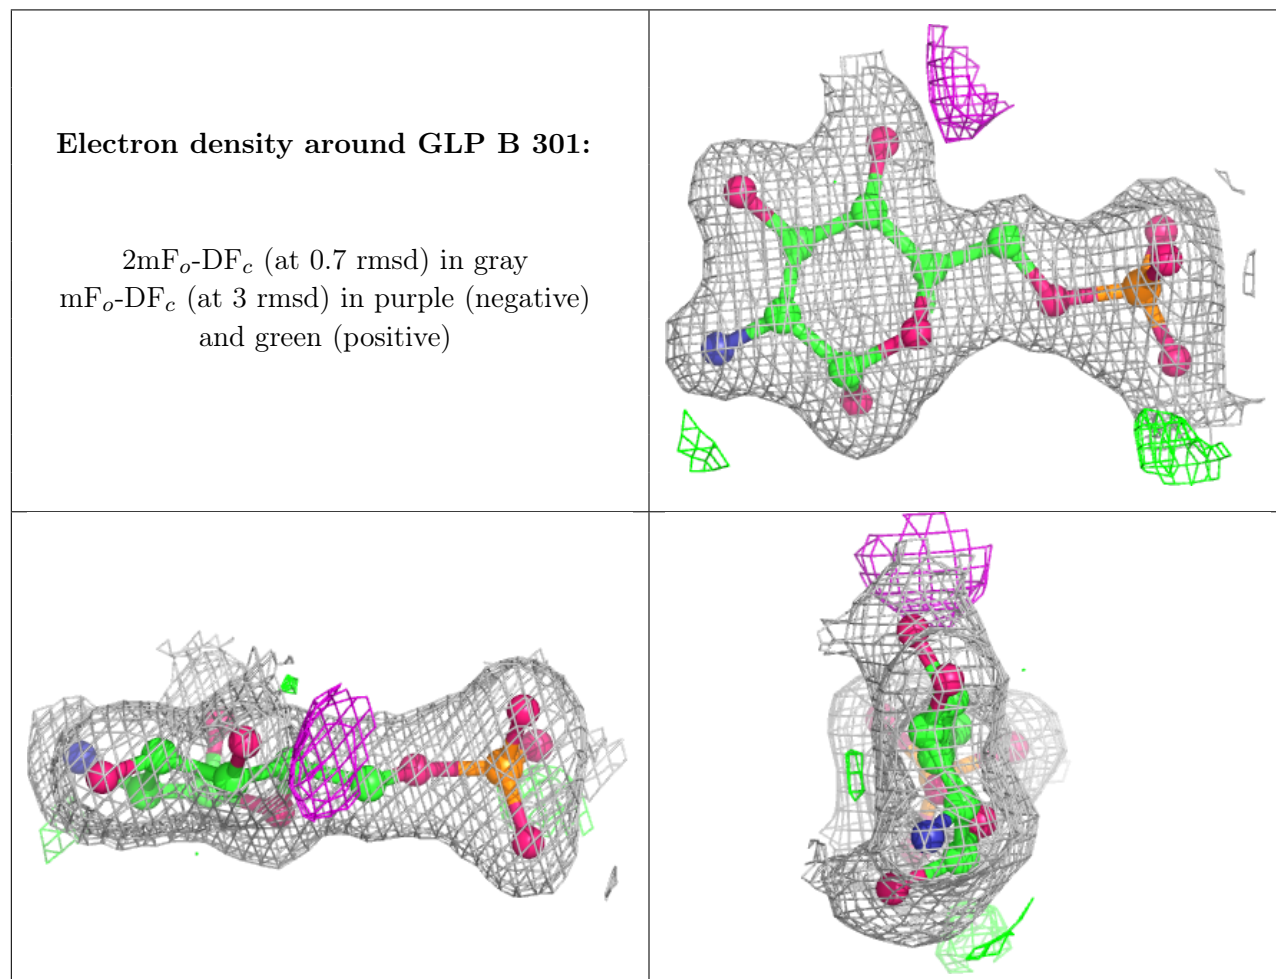 Electron density around GLP B 301:
2mFo-DFc (at 0.7 rmsd) in gray
mFo-DFc (at 3 rmsd) in purple (negative)
and green (positive)